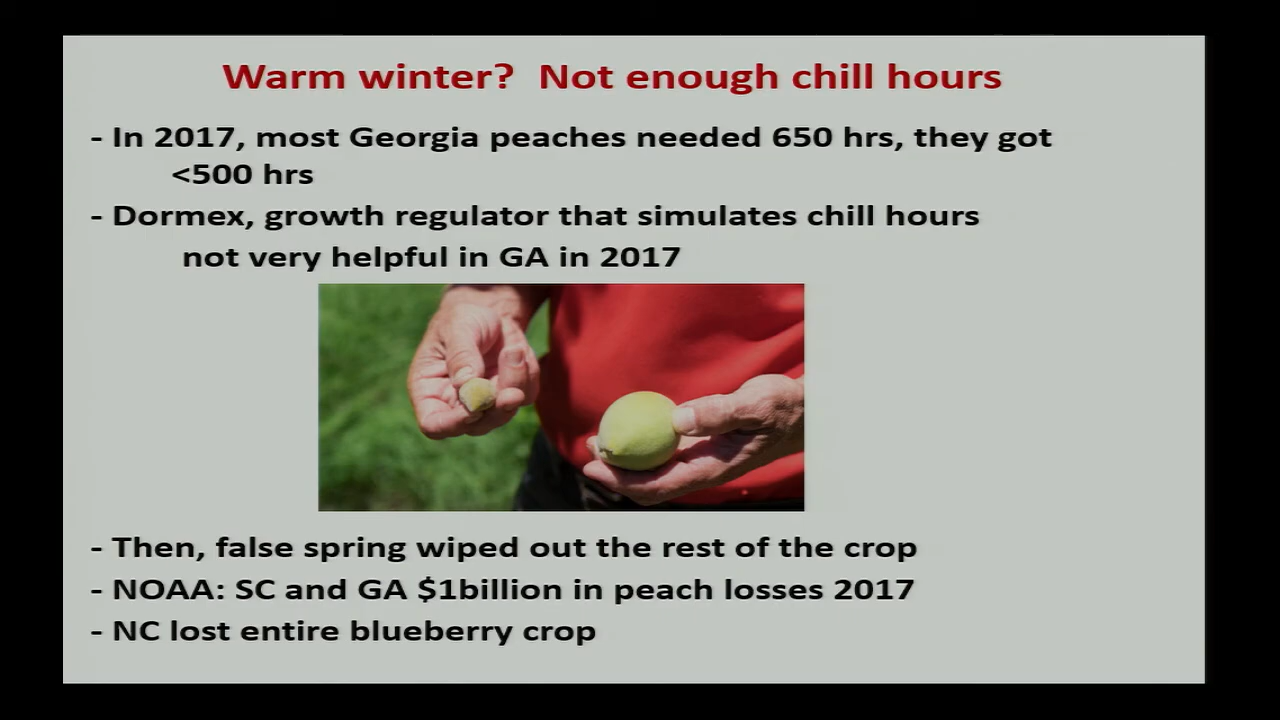 Warm winter? Not enough chill hours
- In 2017, most Georgia peaches needed 650 hrs, they got
<500 hrs
- Dormex, growth regulator that simulates chill hours
not very helpful in GA in 2017
- Then, false spring wiped out the rest of the crop
- NOAA: SC and GA $1billion in peach losses 2017
- NC lost entire blueberry crop